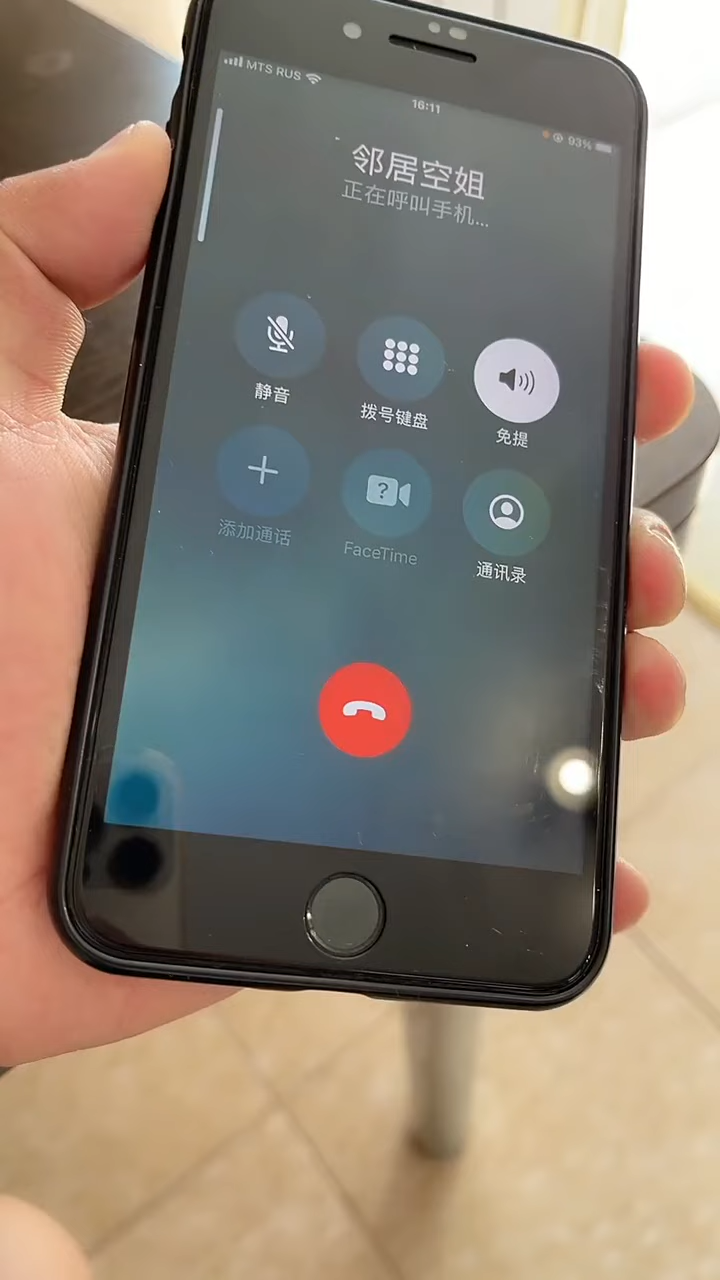 MTS RUS
16:11
93%
邻居空姐
正在呼叫手机...
静音
拨号键盘
免提
添加通话
FaceTime
通讯录